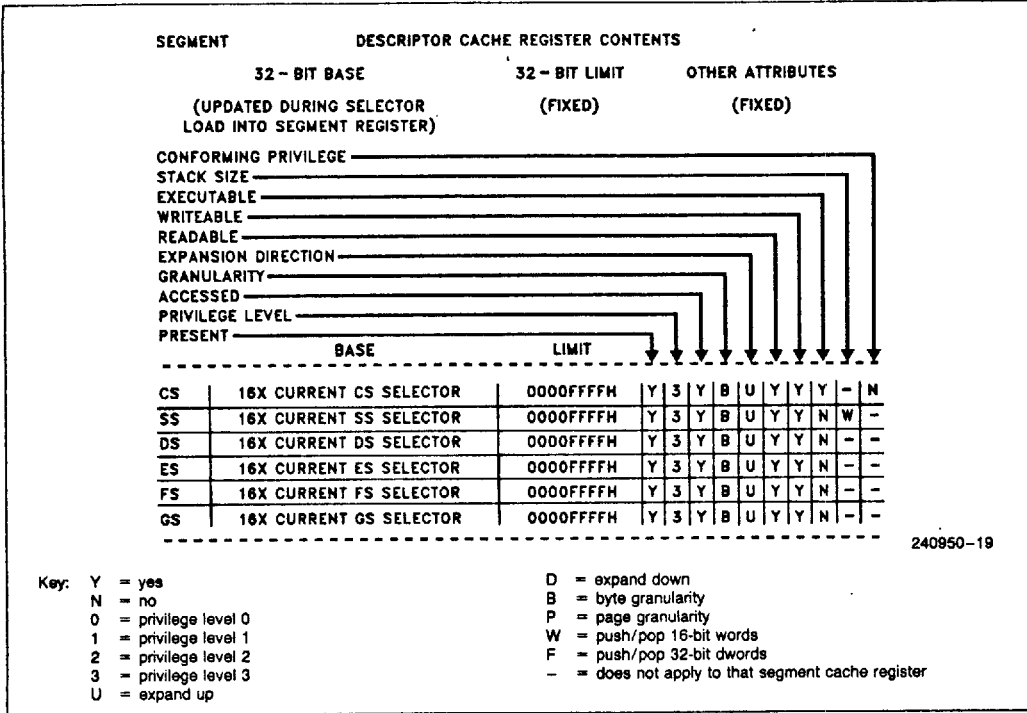 SEGMENT DESCRIPTOR CACHE REGISTER CONTENTS
32 – BIT BASE 32 – BIT LIMIT OTHER ATTRIBUTES
(UPDATED DURING SELECTOR (FIXED) (FIXED)
LOAD INTO SEGMENT REGISTER)
CONFORMING PRIVILEGE
STACK SIZE
EXECUTABLE
WRITEABLE
READABLE
EXPANSION DIRECTION
GRANULARITY
ACCESSED
PRIVILEGE LEVEL
PRESENT
BASE LIMIT
CS 16X CURRENT CS SELECTOR 0000FFFFH Y 3 Y B U Y Y Y – N
SS 16X CURRENT SS SELECTOR 0000FFFFH Y 3 Y B U Y Y N W –
DS 16X CURRENT DS SELECTOR 0000FFFFH Y 3 Y B U Y Y N – –
ES 16X CURRENT ES SELECTOR 0000FFFFH Y 3 Y B U Y Y N – –
FS 16X CURRENT FS SELECTOR 0000FFFFH Y 3 Y B U Y Y N – –
GS 16X CURRENT GS SELECTOR 0000FFFFH Y 3 Y B U Y Y N – –
240950–19
Key: Y = yes
N = no
0 = privilege level 0
1 = privilege level 1
2 = privilege level 2
3 = privilege level 3
U = expand up
D = expand down
B = byte granularity
P = page granularity
W = push/pop 16-bit words
F = push/pop 32-bit dwords
– = does not apply to that segment cache register